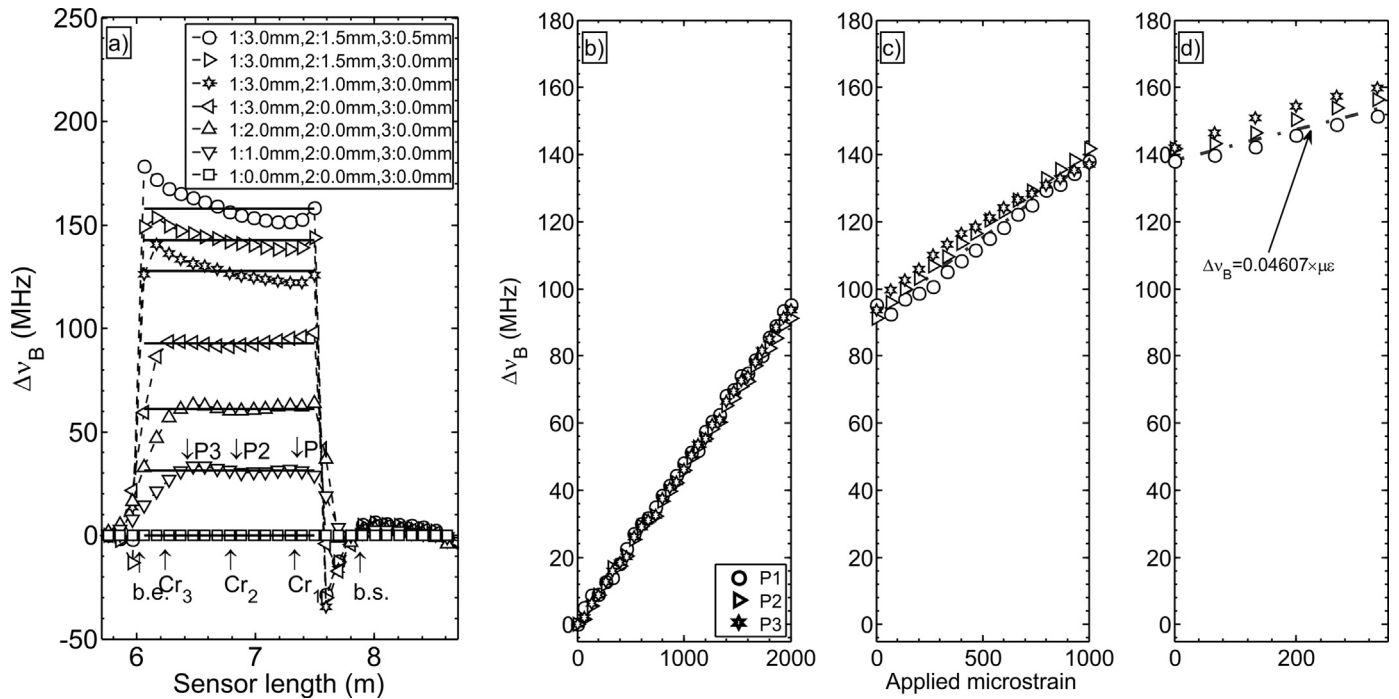 a)
1:3.0mm,2:1.5mm,3:0.5mm
1:3.0mm,2:1.5mm,3:0.0mm
1:3.0mm,2:1.0mm,3:0.0mm
1:3.0mm,2:0.0mm,3:0.0mm
1:2.0mm,2:0.0mm,3:0.0mm
1:1.0mm,2:0.0mm,3:0.0mm
1:0.0mm,2:0.0mm,3:0.0mm
250
200
150
100
50
0
-50
Δν_B (MHz)
↓P3 ↓P2 ↓P1
b.e. Cr_3 Cr_2 Cr_1 b.s.
6 7 8
Sensor length (m)
b)
180
160
140
120
100
80
60
40
20
0
Δν_B (MHz)
P1
P2
P3
0 1000 2000
c)
180
160
140
120
100
80
60
40
20
0
0 500 1000
Applied microstrain
d)
180
160
140
120
100
80
60
40
20
0
Δν_B=0.04607×με
0 200